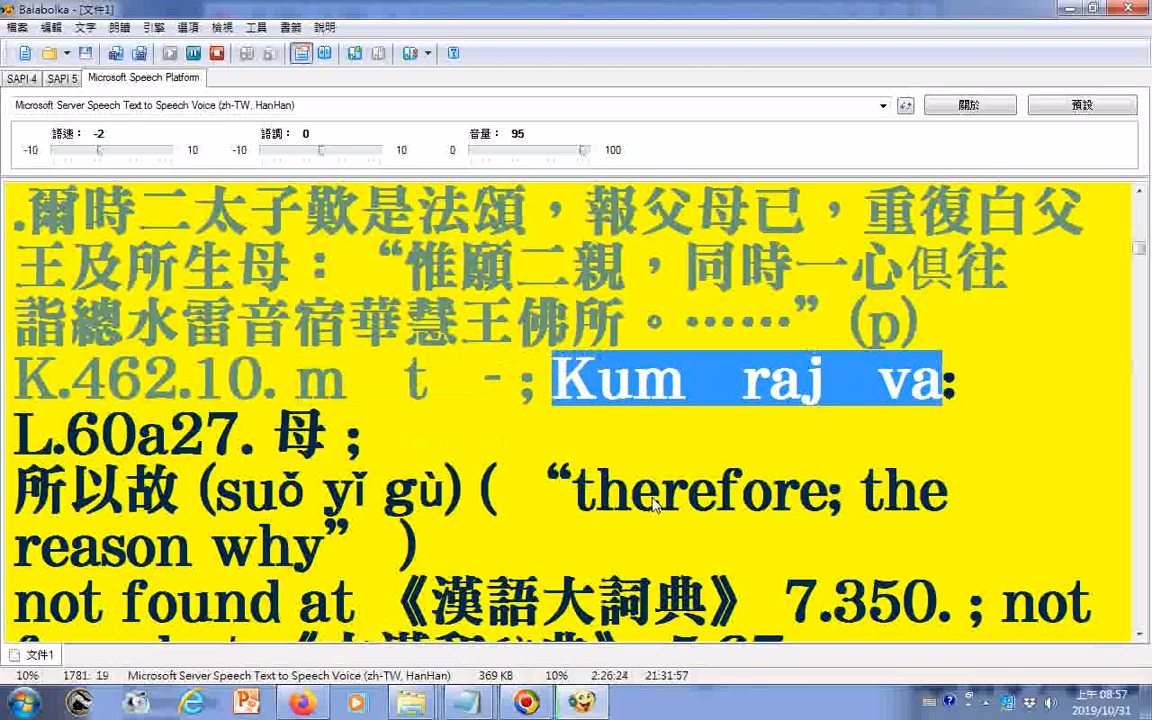 Balabolka - [文件1]
檔案 編輯 文字 朗讀 引擎 選項 檢視 工具 書籤 說明
SAPI 4 SAPI 5 Microsoft Speech Platform
Microsoft Server Speech Text to Speech Voice (zh-TW, HanHan) 關於 預設
語速： -2 語調： 0 音量： 95
-10 10 -10 10 0 100
.爾時二太子歎是法頌，報父母已，重復白父
王及所生母：“惟願二親，同時一心俱往
詣總水雷音宿華慧王佛所。……”(p)
K.462.10. m t - ; Kum raj va:
L.60a27. 母 ;
所以故 (suǒ yǐ gù) ( “therefore; the
reason why” )
not found at 《漢語大詞典》 7.350. ; not
文件1
10% 1781: 19 Microsoft Server Speech Text to Speech Voice (zh-TW, HanHan) 369 KB 10% 2:26:24 21:31:57
上午 08:57
2019/10/31